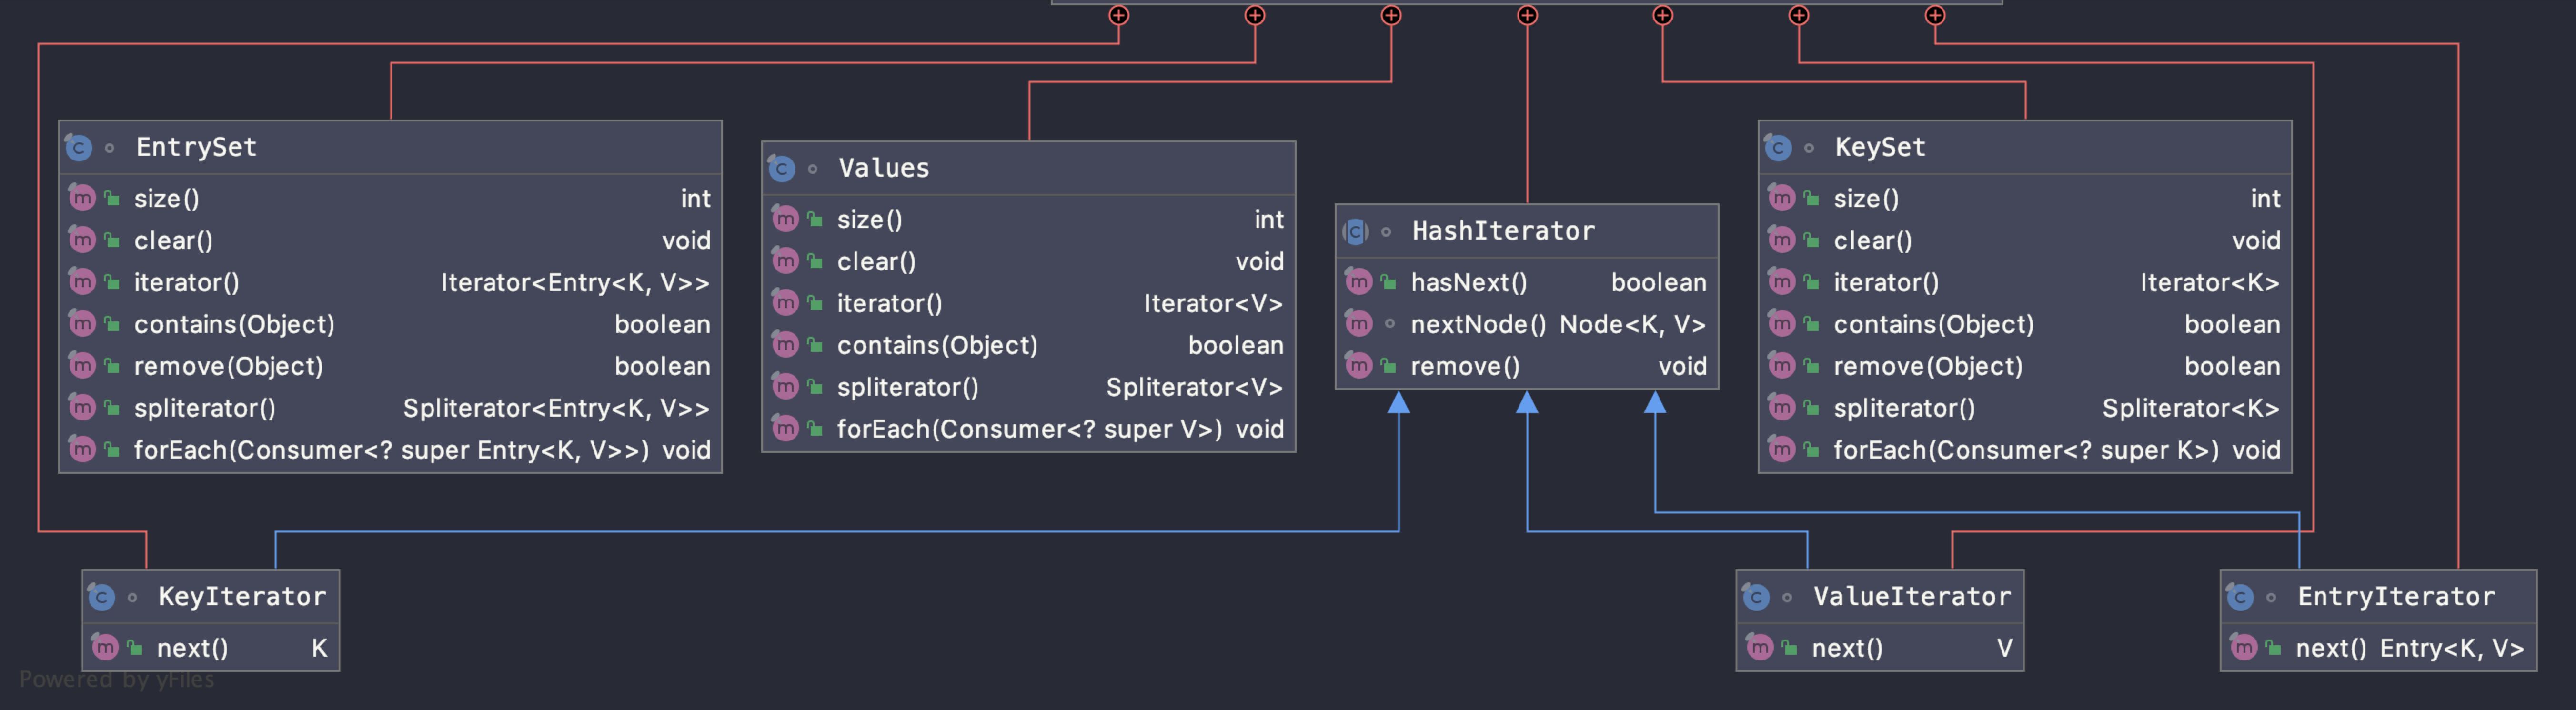 EntrySet
size() int
clear() void
iterator() Iterator<Entry<K, V>>
contains(Object) boolean
remove(Object) boolean
spliterator() Spliterator<Entry<K, V>>
forEach(Consumer<? super Entry<K, V>>) void
Values
size() int
clear() void
iterator() Iterator<V>
contains(Object) boolean
spliterator() Spliterator<V>
forEach(Consumer<? super V>) void
HashIterator
hasNext() boolean
nextNode() Node<K, V>
remove() void
KeySet
size() int
clear() void
iterator() Iterator<K>
contains(Object) boolean
remove(Object) boolean
spliterator() Spliterator<K>
forEach(Consumer<? super K>) void
KeyIterator
next() K
ValueIterator
next() V
EntryIterator
next() Entry<K, V>
Powered by yFiles